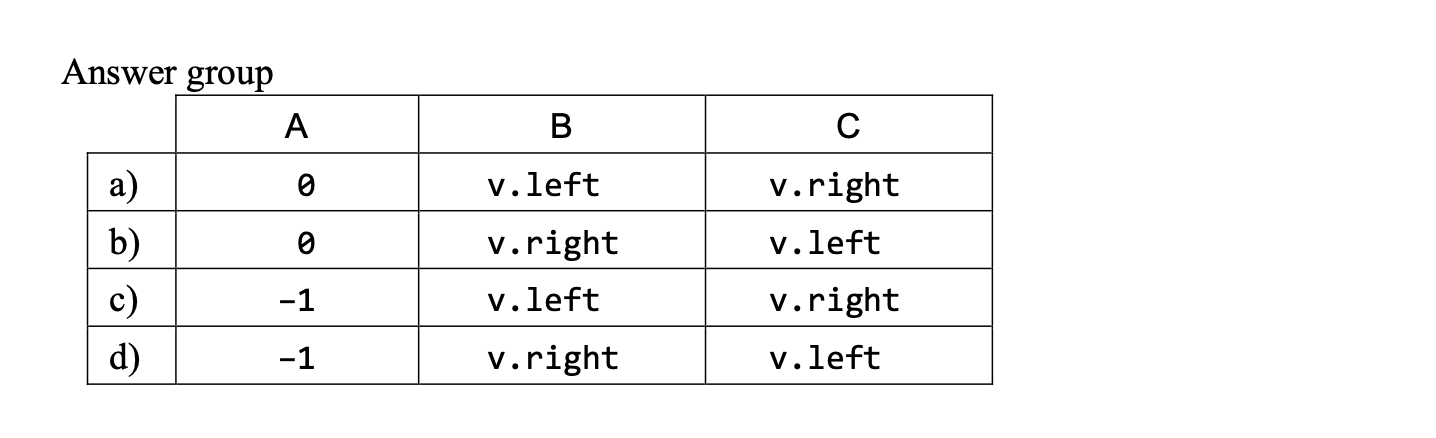 Answer group
A B C
a) 0 v.left v.right
b) 0 v.right v.left
c) −1 v.left v.right
d) −1 v.right v.left